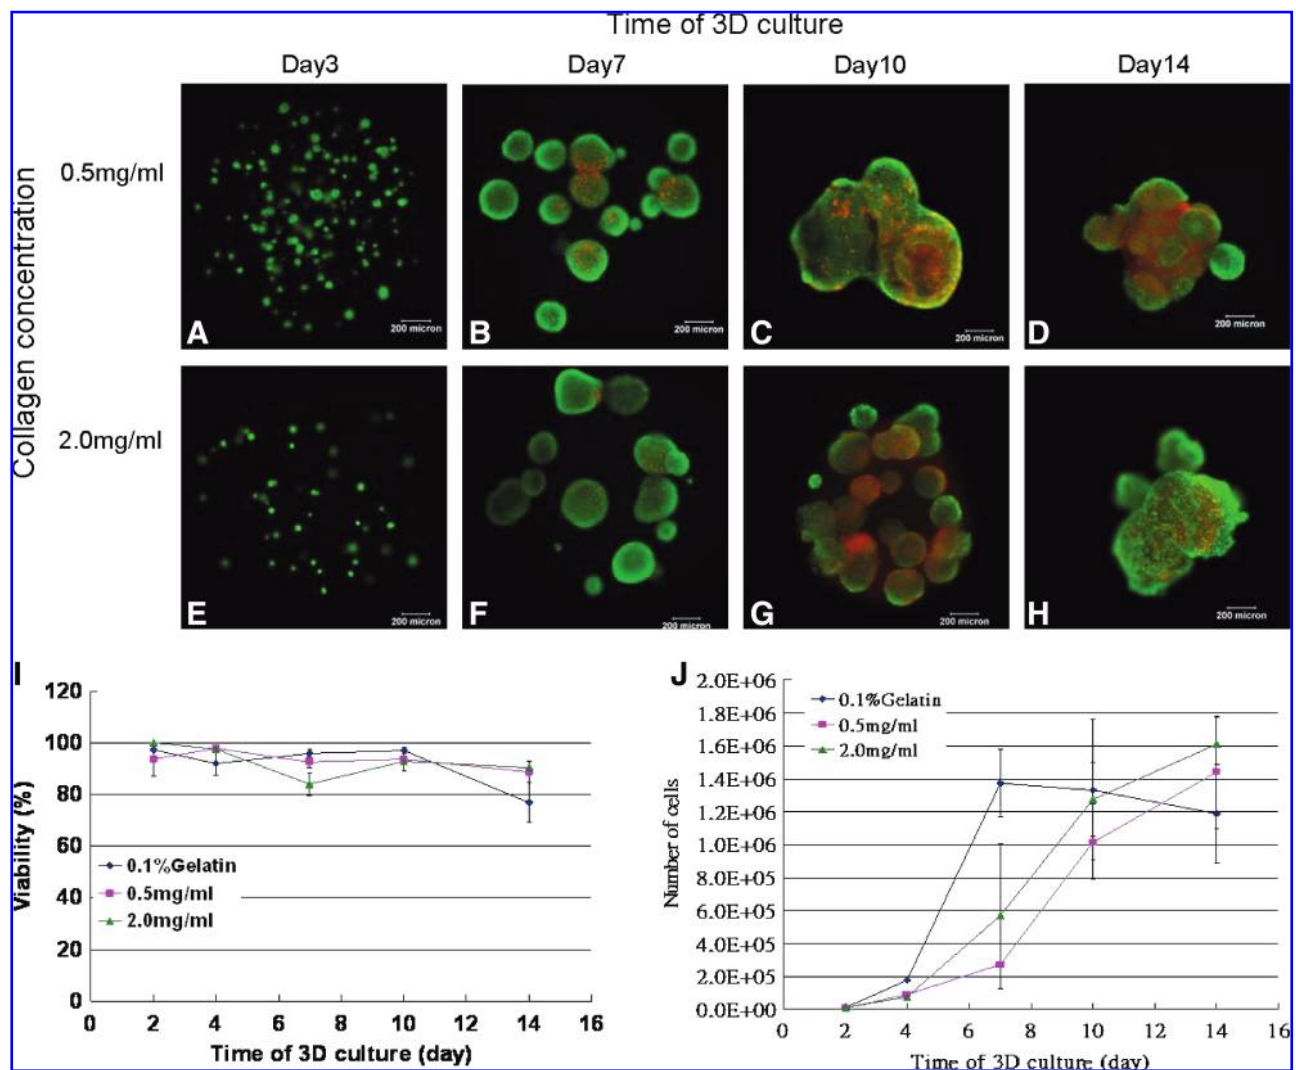 Time of 3D culture
Day3 Day7 Day10 Day14
Collagen concentration
0.5mg/ml
200 micron 200 micron 200 micron 200 micron
A B C D
2.0mg/ml
200 micron 200 micron 200 micron 200 micron
E F G H
I
120
100
80
60
40
20
0
Viability (%)
0.1%Gelatin
0.5mg/ml
2.0mg/ml
0 2 4 6 8 10 12 14 16
Time of 3D culture (day)
J
2.0E+06
1.8E+06
1.6E+06
1.4E+06
1.2E+06
1.0E+06
8.0E+05
6.0E+05
4.0E+05
2.0E+05
0.0E+00
Number of cells
0.1%Gelatin
0.5mg/ml
2.0mg/ml
0 2 4 6 8 10 12 14 16
Time of 3D culture (day)